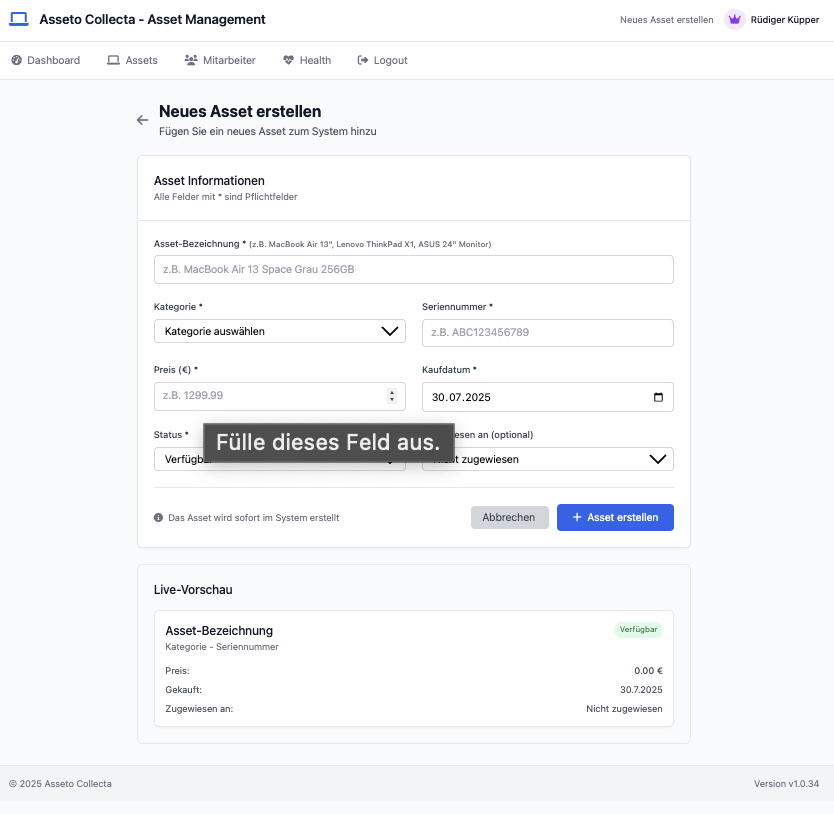 Asseto Collecta - Asset Management
Neues Asset erstellen
Rüdiger Küpper
Dashboard
Assets
Mitarbeiter
Health
Logout
Neues Asset erstellen
Fügen Sie ein neues Asset zum System hinzu
Asset Informationen
Alle Felder mit * sind Pflichtfelder
Asset-Bezeichnung * (z.B. MacBook Air 13", Lenovo ThinkPad X1, ASUS 24" Monitor)
z.B. MacBook Air 13 Space Grau 256GB
Kategorie *
Seriennummer *
Kategorie auswählen
z.B. ABC123456789
Preis (€) *
Kaufdatum *
z.B. 1299.99
30.07.2025
Status *
an (optional)
Fülle dieses Feld aus.
zugewiesen
Das Asset wird sofort im System erstellt
Abbrechen
+ Asset erstellen
Live-Vorschau
Asset-Bezeichnung
Verfügbar
Kategorie - Seriennummer
Preis:
0.00 €
Gekauft:
30.7.2025
Zugewiesen an:
Nicht zugewiesen
© 2025 Asseto Collecta
Version v1.0.34